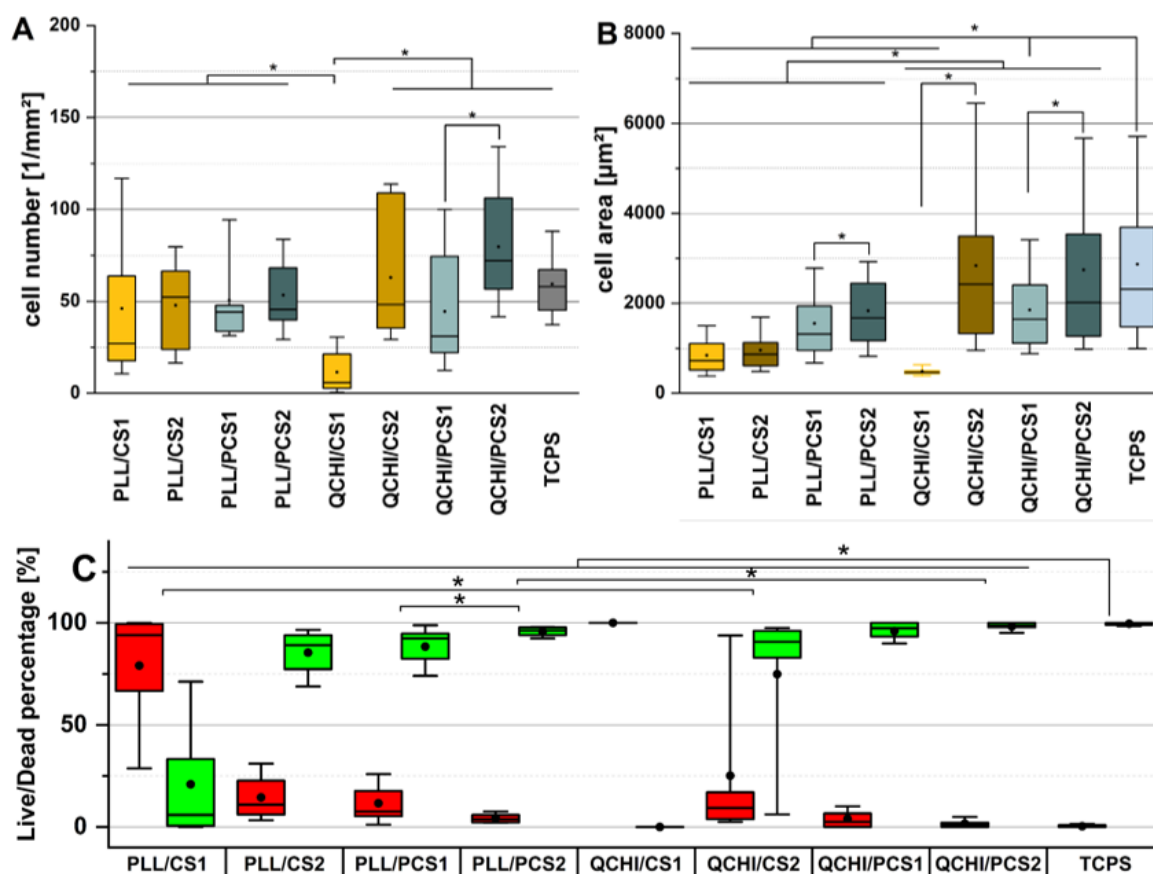 A
cell number [1/mm²]
200
150
100
50
0
*
*
*
PLL/CS1
PLL/CS2
PLL/PCS1
PLL/PCS2
QCHI/CS1
QCHI/CS2
QCHI/PCS1
QCHI/PCS2
TCPS
B
cell area [µm²]
8000
6000
4000
2000
0
*
*
*
*
*
PLL/CS1
PLL/CS2
PLL/PCS1
PLL/PCS2
QCHI/CS1
QCHI/CS2
QCHI/PCS1
QCHI/PCS2
TCPS
C
Live/Dead percentage [%]
100
50
0
*
*
*
*
PLL/CS1 PLL/CS2 PLL/PCS1 PLL/PCS2 QCHI/CS1 QCHI/CS2 QCHI/PCS1 QCHI/PCS2 TCPS